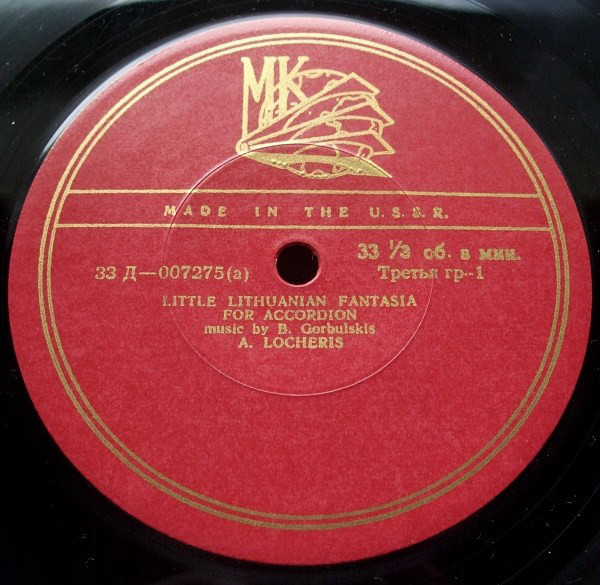 МК
MADE IN THE U.S.S.R.
33 1/3 об. в мин.
33 Д—007275(а) Третья гр--1
LITTLE LITHUANIAN FANTASIA
FOR ACCORDION
music by B. Gorbulskis
A. LOCHERIS